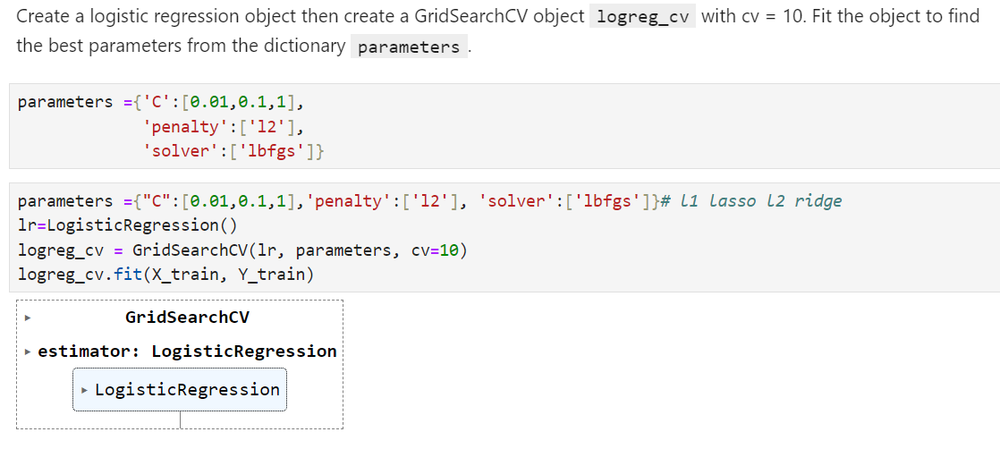 Create a logistic regression object then create a GridSearchCV object logreg_cv with cv = 10. Fit the object to find
the best parameters from the dictionary parameters .
parameters ={'C':[0.01,0.1,1],
'penalty':['l2'],
'solver':['lbfgs']}
parameters ={"C":[0.01,0.1,1],'penalty':['l2'], 'solver':['lbfgs']}# l1 lasso l2 ridge
lr=LogisticRegression()
logreg_cv = GridSearchCV(lr, parameters, cv=10)
logreg_cv.fit(X_train, Y_train)
GridSearchCV
estimator: LogisticRegression
LogisticRegression